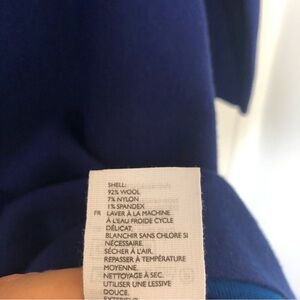 SHELL:
92% WOOL
7% NYLON
1% SPANDEX
FR LAVER À LA MACHINE
À L'EAU FROIDE CYCLE
DÉLICAT,
BLANCHIR SANS CHLORE SI
NÉCESSAIRE.
SÉCHER À L'AIR.
REPASSER À TEMPÉRATURE
MOYENNE.
NETTOYAGE À SEC.
UTILISER UNE LESSIVE
DOUCE.